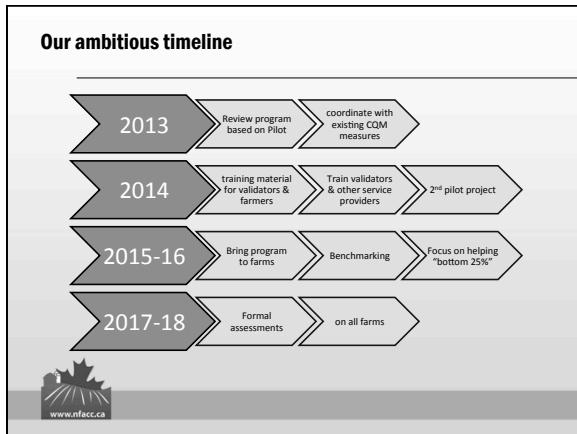 Our ambitious timeline
2013
Review program
based on Pilot
coordinate with
existing CQM
measures
2014
training material
for validators &
farmers
Train validators
& other service
providers
2nd pilot project
2015-16
Bring program
to farms
Benchmarking
Focus on helping
"bottom 25%"
2017-18
Formal
assessments
on all farms
www.nfacc.ca